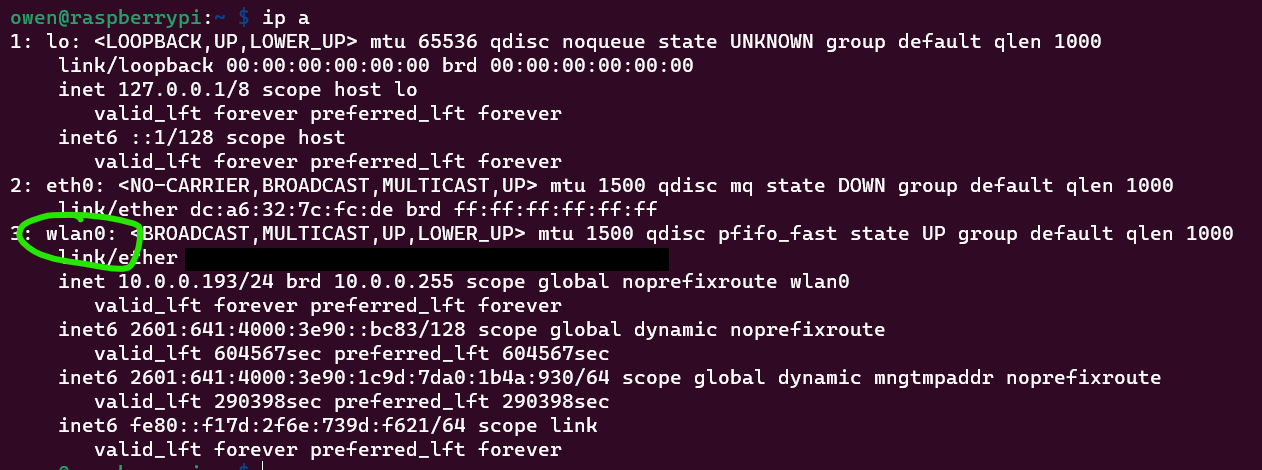 owen@raspberrypi:~ $ ip a
1: lo: <LOOPBACK,UP,LOWER_UP> mtu 65536 qdisc noqueue state UNKNOWN group default qlen 1000
link/loopback 00:00:00:00:00:00 brd 00:00:00:00:00:00
inet 127.0.0.1/8 scope host lo
valid_lft forever preferred_lft forever
inet6 ::1/128 scope host
valid_lft forever preferred_lft forever
2: eth0: <NO-CARRIER,BROADCAST,MULTICAST,UP> mtu 1500 qdisc mq state DOWN group default qlen 1000
link/ether dc:a6:32:7c:fc:de brd ff:ff:ff:ff:ff:ff
3: wlan0: <BROADCAST,MULTICAST,UP,LOWER_UP> mtu 1500 qdisc pfifo_fast state UP group default qlen 1000
link/ether
inet 10.0.0.193/24 brd 10.0.0.255 scope global noprefixroute wlan0
valid_lft forever preferred_lft forever
inet6 2601:641:4000:3e90::bc83/128 scope global dynamic noprefixroute
valid_lft 604567sec preferred_lft 604567sec
inet6 2601:641:4000:3e90:1c9d:7da0:1b4a:930/64 scope global dynamic mngtmpaddr noprefixroute
valid_lft 290398sec preferred_lft 290398sec
inet6 fe80::f17d:2f6e:739d:f621/64 scope link
valid_lft forever preferred_lft forever
owen@raspberrypi:~ $